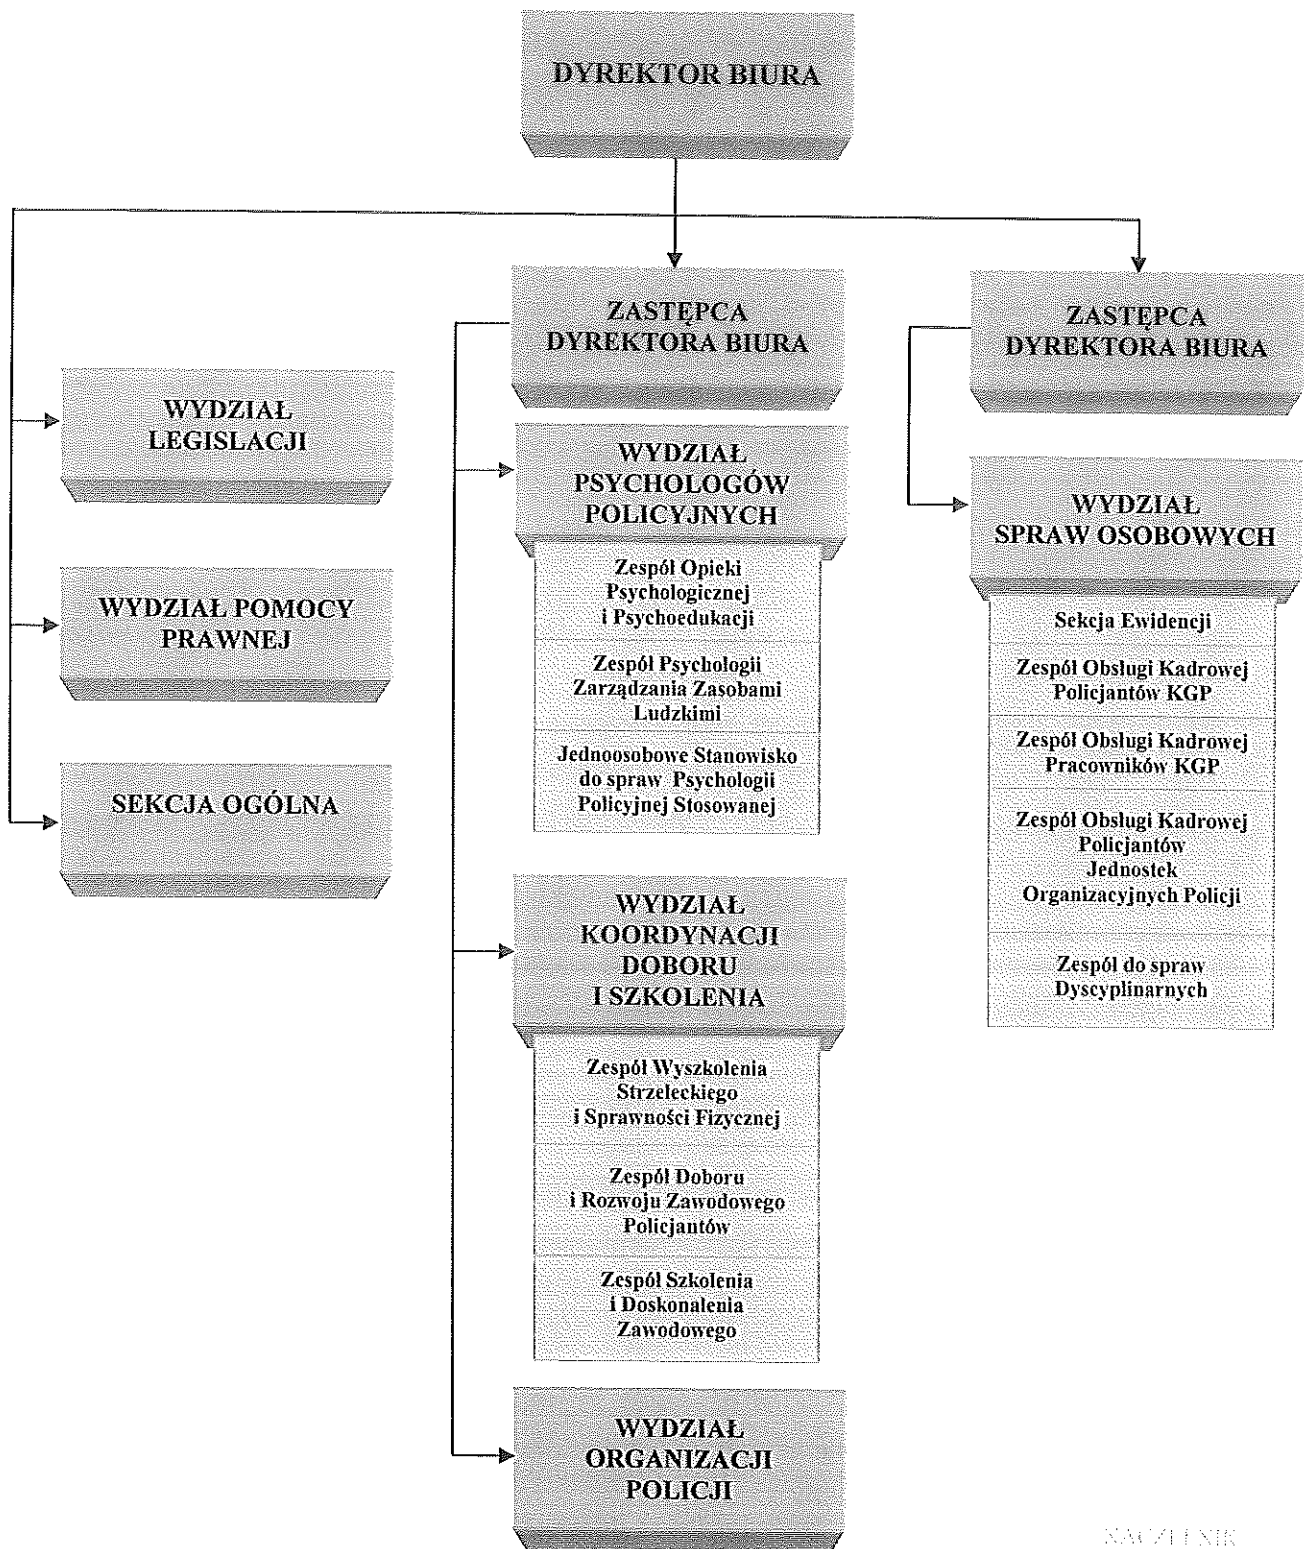 DYREKTOR BIURA
WYDZIAŁ
LEGISLACJI
WYDZIAŁ POMOCY
PRAWNEJ
SEKCJA OGÓLNA
ZASTĘPCA
DYREKTORA BIURA
WYDZIAŁ
PSYCHOLOGÓW
POLICYJNYCH
Zespół Opieki
Psychologicznej
i Psychoedukacji
Zespół Psychologii
Zarządzania Zasobami
Ludzkimi
Jednoosobowe Stanowisko
do spraw Psychologii
Policyjnej Stosowanej
WYDZIAŁ
KOORDYNACJI
DOBORU
I SZKOLENIA
Zespół Wyszkolenia
Strzeleckiego
i Sprawności Fizycznej
Zespół Doboru
i Rozwoju Zawodowego
Policjantów
Zespół Szkolenia
i Doskonalenia
Zawodowego
WYDZIAŁ
ORGANIZACJI
POLICJI
ZASTĘPCA
DYREKTORA BIURA
WYDZIAŁ
SPRAW OSOBOWYCH
Sekcja Ewidencji
Zespół Obsługi Kadrowej
Policjantów KGP
Zespół Obsługi Kadrowej
Pracowników KGP
Zespół Obsługi Kadrowej
Policjantów
Jednostek
Organizacyjnych Policji
Zespół do spraw
Dyscyplinarnych
NACZELNIK